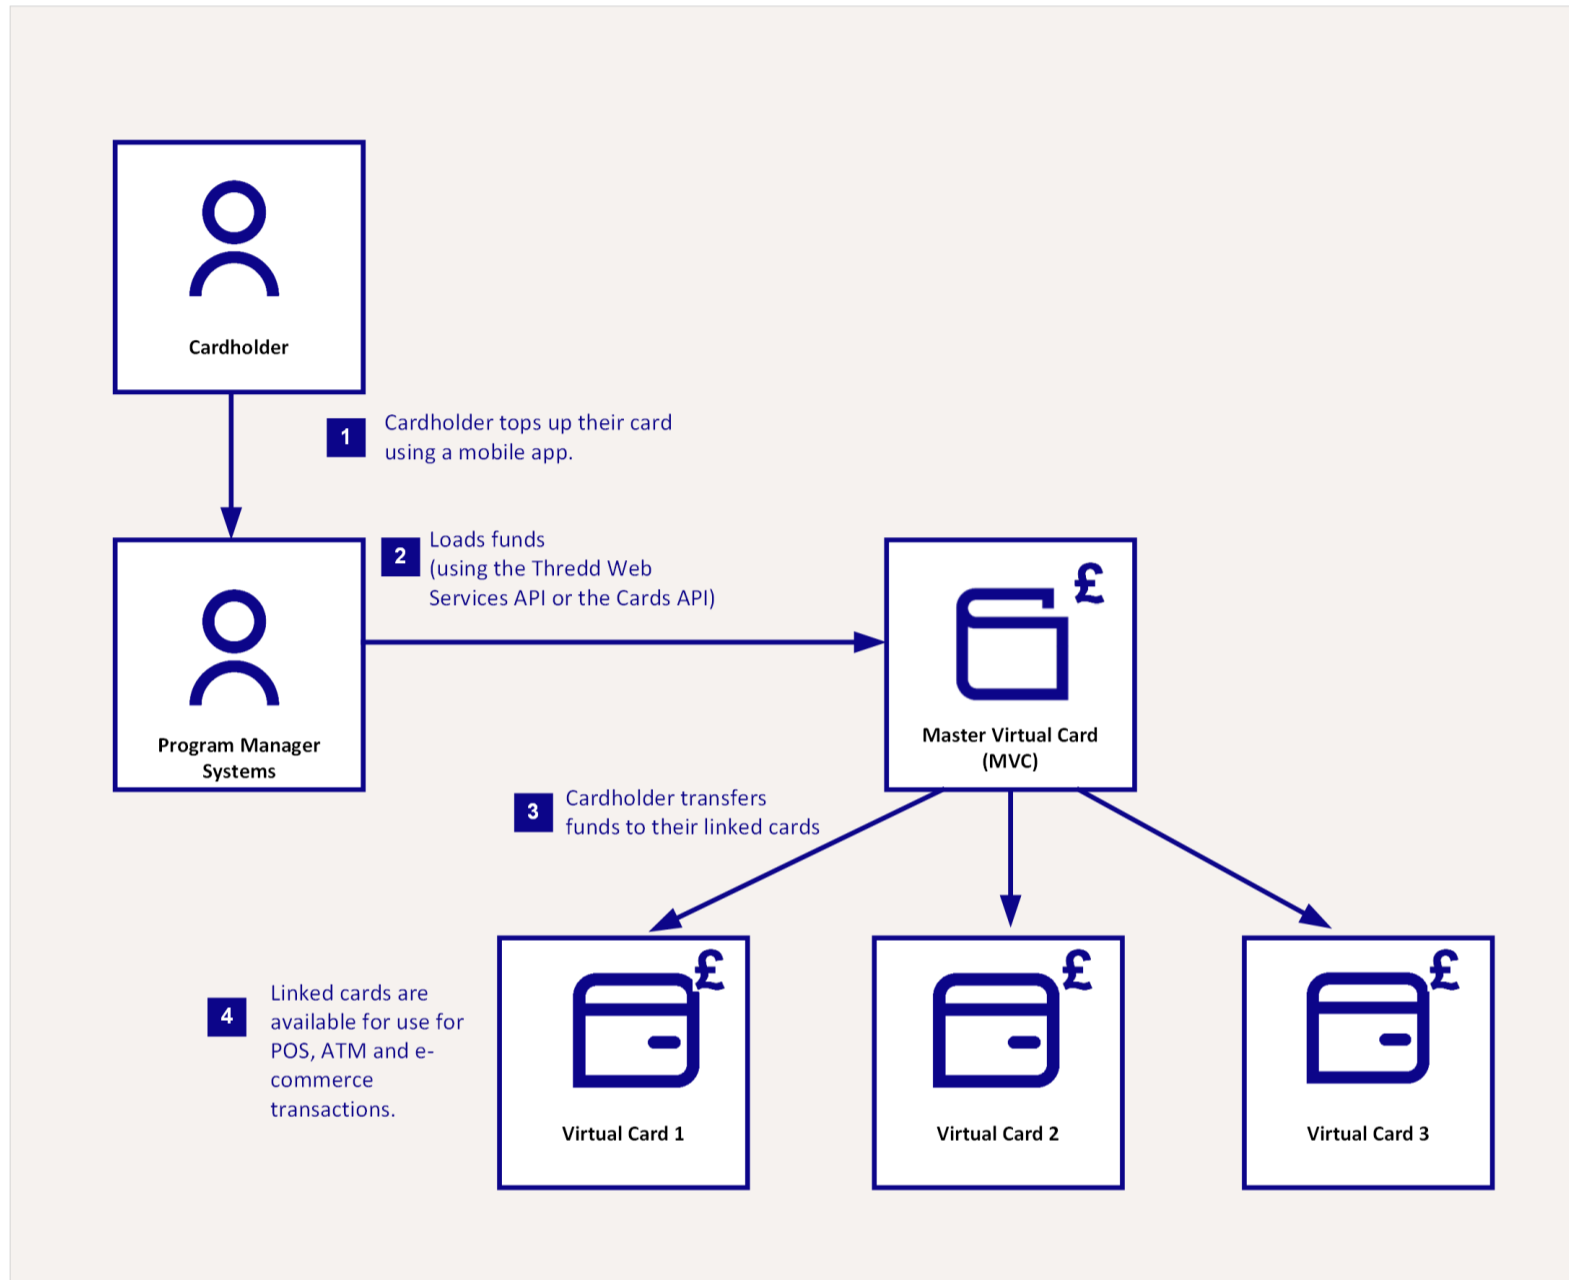 Cardholder
1
Cardholder tops up their card
using a mobile app.
2
Loads funds
(using the Thredd Web
Services API or the Cards API)
Program Manager
Systems
£
Master Virtual Card
(MVC)
3
Cardholder transfers
funds to their linked cards
4
Linked cards are
available for use for
POS, ATM and e-
commerce
transactions.
£
Virtual Card 1
£
Virtual Card 2
£
Virtual Card 3